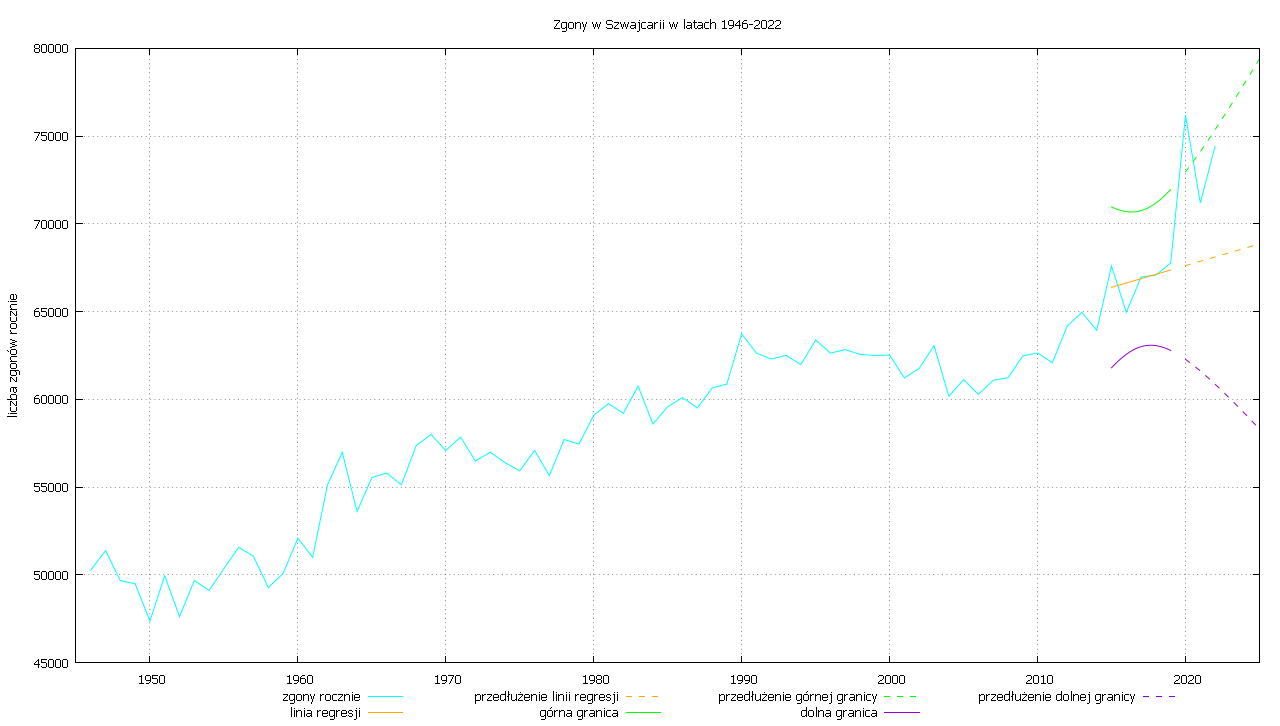 Zgony w Szwajcarii w latach 1946-2022
80000
75000
70000
65000
60000
55000
50000
45000
liczba zgonów rocznie
1950 1960 1970 1980 1990 2000 2010 2020
zgony rocznie przedłużenie linii regresji przedłużenie górnej granicy przedłużenie dolnej granicy
linia regresji górna granica dolna granica